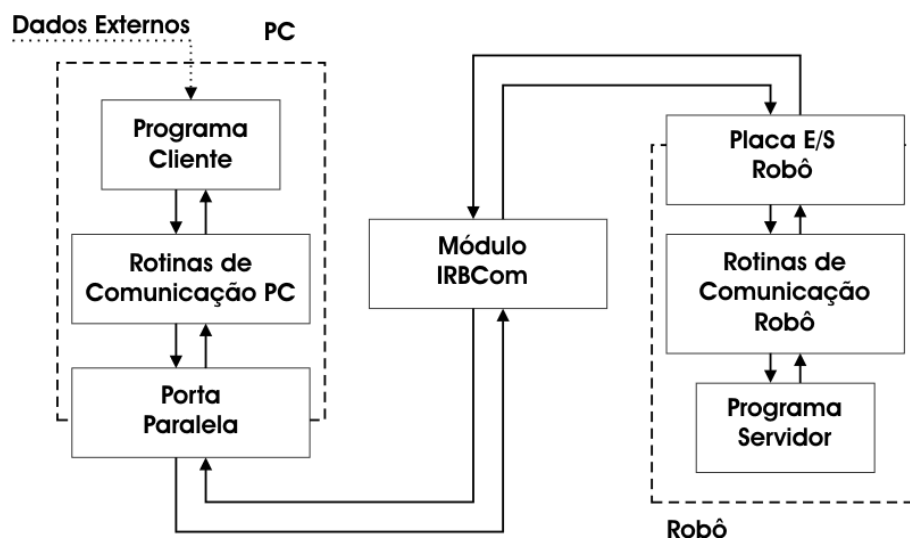 Dados Externos
PC
Programa
Cliente
Rotinas de
Comunicação PC
Porta
Paralela
Módulo
IRBCom
Placa E/S
Robô
Rotinas de
Comunicação
Robô
Programa
Servidor
Robô